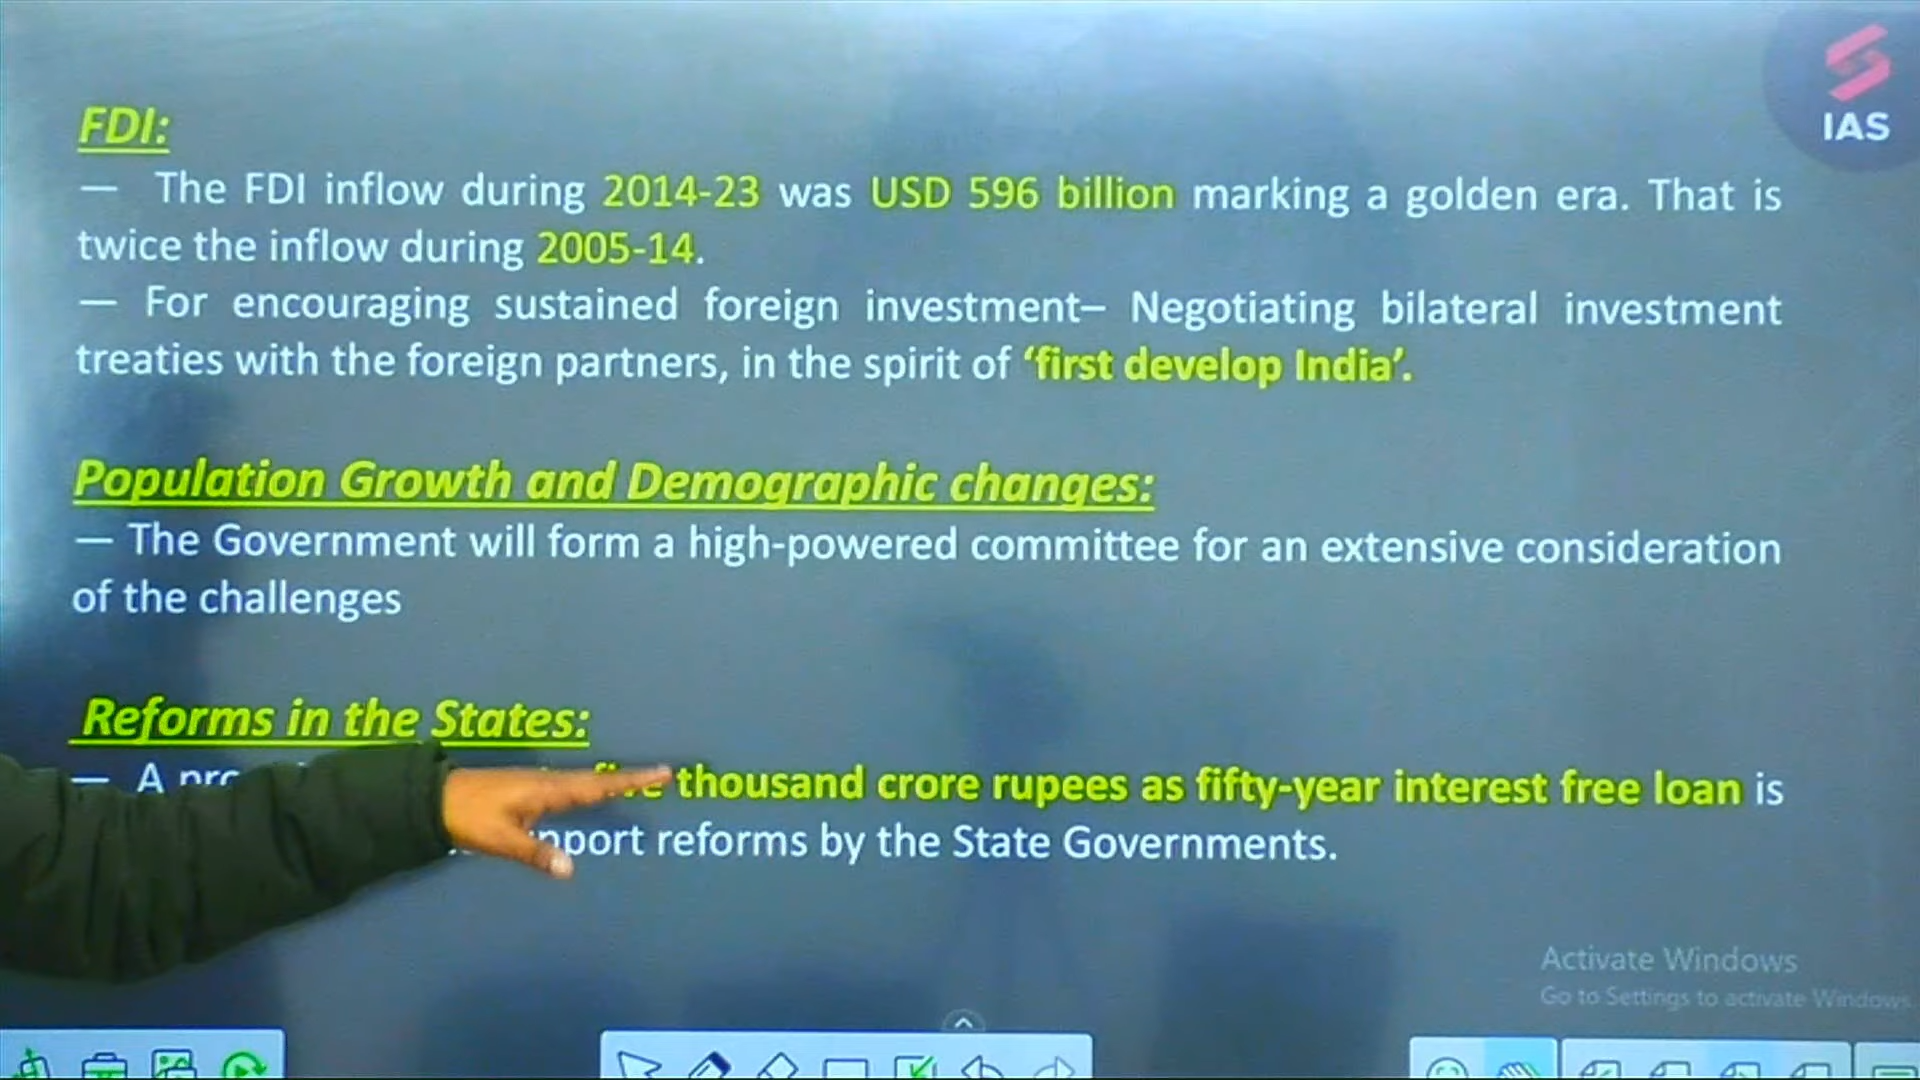 IAS
FDI:
— The FDI inflow during 2014-23 was USD 596 billion marking a golden era. That is
twice the inflow during 2005-14.
— For encouraging sustained foreign investment– Negotiating bilateral investment
treaties with the foreign partners, in the spirit of ‘first develop India’.
Population Growth and Demographic changes:
— The Government will form a high-powered committee for an extensive consideration
of the challenges
Reforms in the States:
— A thousand crore rupees as fifty-year interest free loan is
reforms by the State Governments.
Activate Windows
Go to Settings to activate Windows.